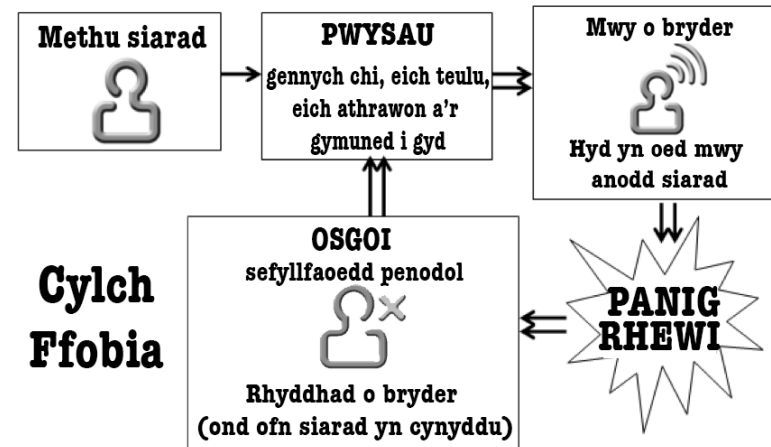 Methu siarad
PWYSAU
gennych chi, eich teulu,
eich athrawon a'r
gymuned i gyd
Mwy o bryder
Hyd yn oed mwy
anodd siarad
PANIG
RHEWI
OSGOI
sefyllfaoedd penodol
Rhyddhad o bryder
(ond ofn siarad yn cynyddu)
Cylch
Ffobia